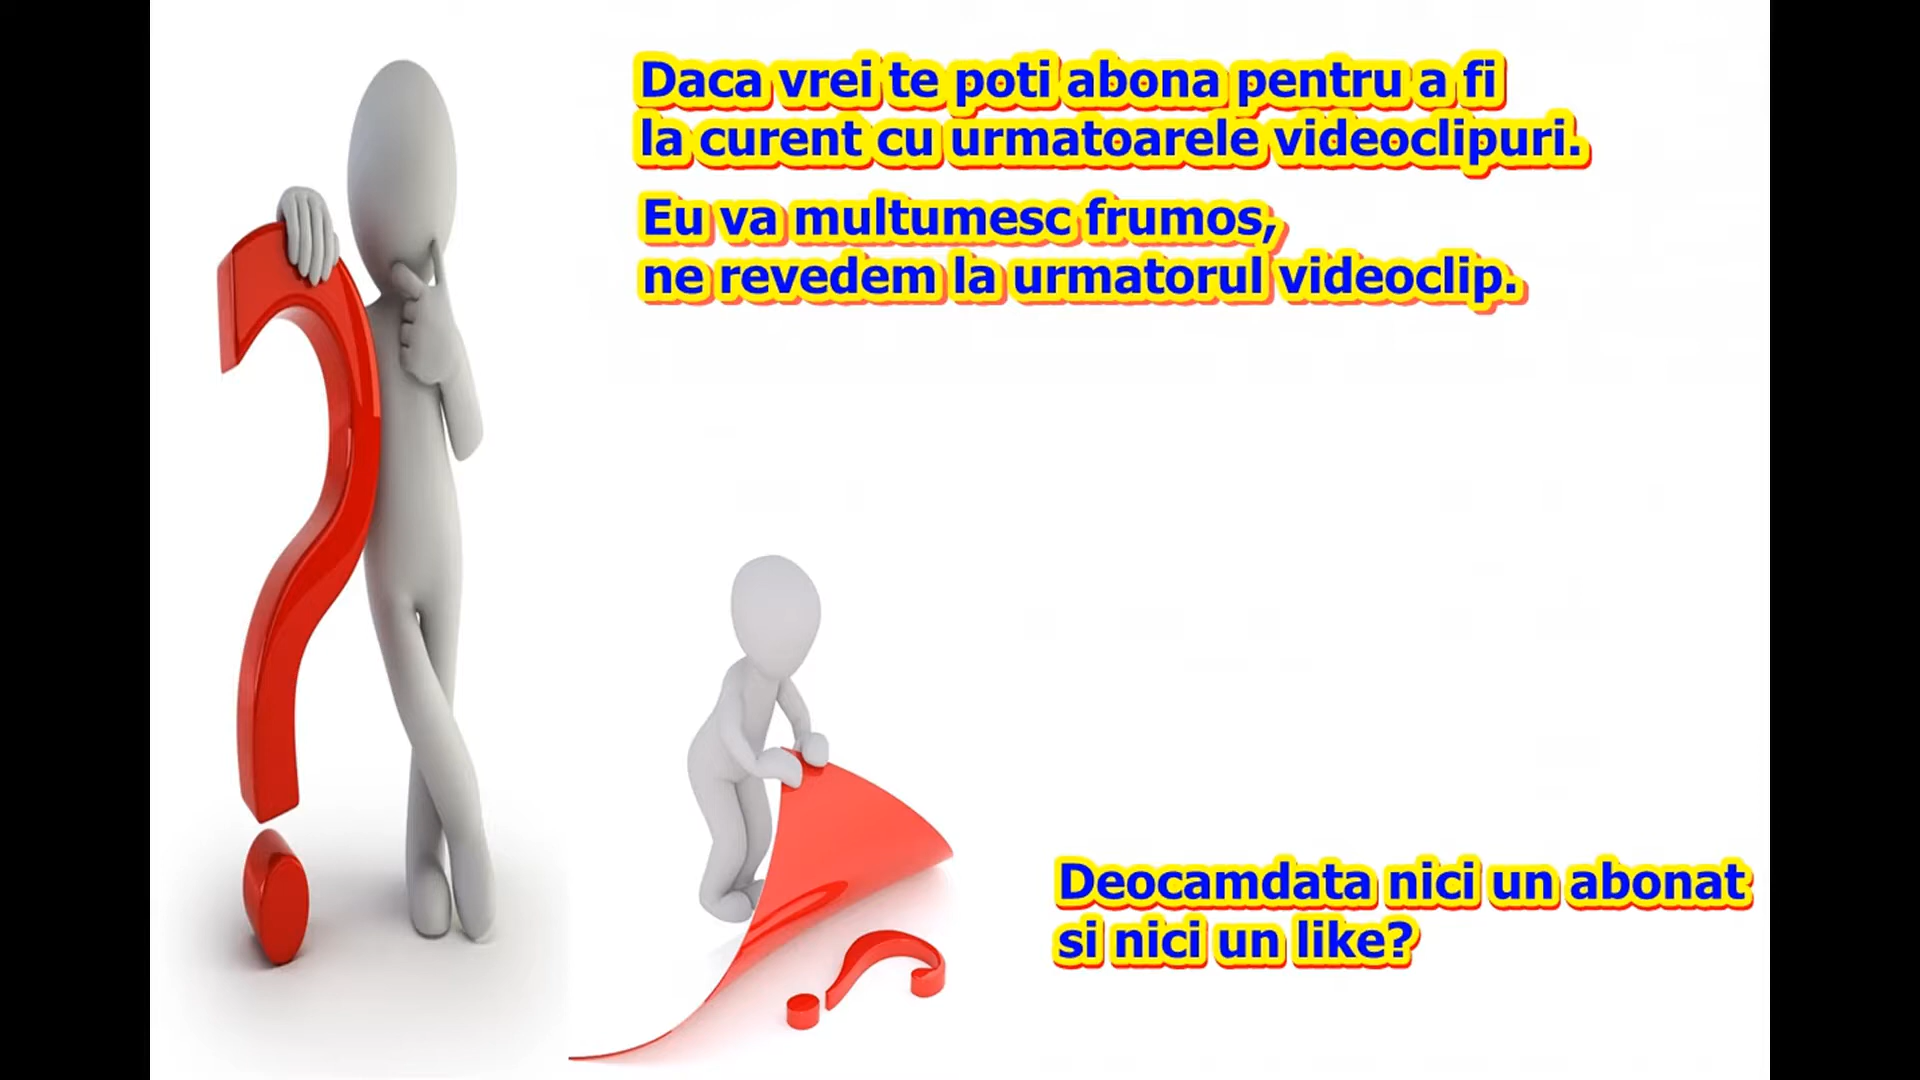 Daca vrei te poti abona pentru a fi
la curent cu urmatoarele videoclipuri.
Eu va multumesc frumos,
ne revedem la urmatorul videoclip.
Deocamdata nici un abonat
si nici un like?